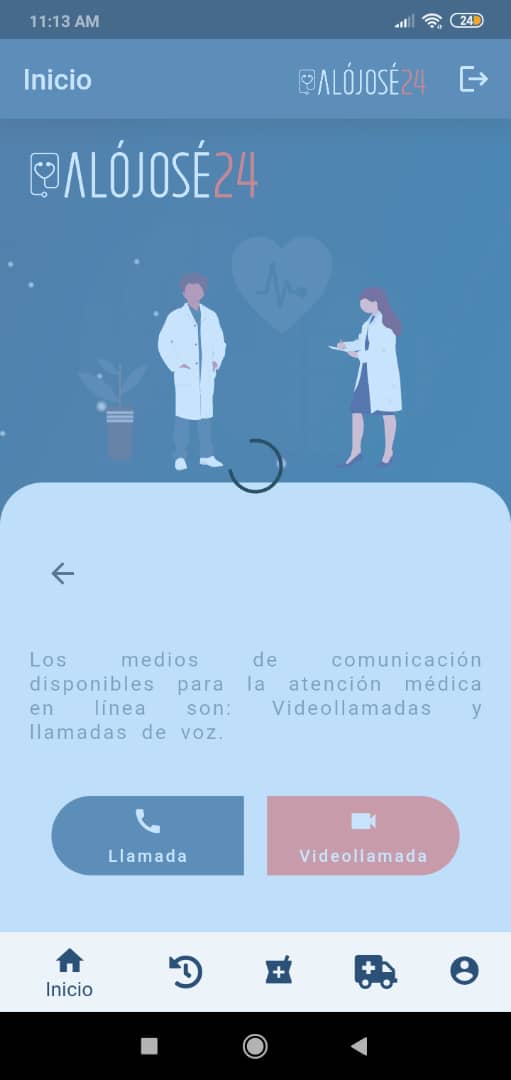 11:13 AM
24
Inicio
ALÓJOSÉ24
ALÓJOSÉ24
Los medios de comunicación
disponibles para la atención médica
en línea son: Videollamadas y
llamadas de voz.
Llamada
Videollamada
Inicio